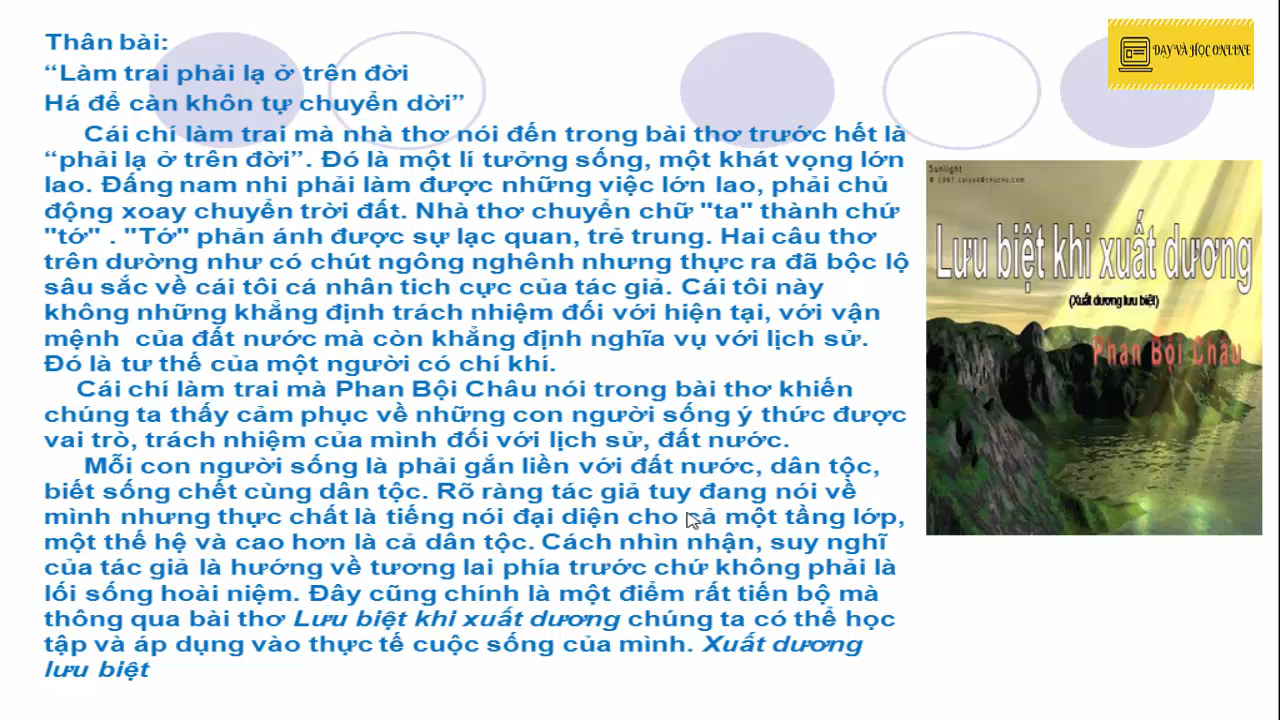 Thân bài:
“Làm trai phải lạ ở trên đời
Há để càn khôn tự chuyển dời”
Cái chí làm trai mà nhà thơ nói đến trong bài thơ trước hết là
“phải lạ ở trên đời”. Đó là một lí tưởng sống, một khát vọng lớn
lao. Đấng nam nhi phải làm được những việc lớn lao, phải chủ
động xoay chuyển trời đất. Nhà thơ chuyển chữ "ta" thành chứ
"tớ" . "Tớ" phản ánh được sự lạc quan, trẻ trung. Hai câu thơ
trên dường như có chút ngông nghênh nhưng thực ra đã bộc lộ
sâu sắc về cái tôi cá nhân tich cực của tác giả. Cái tôi này
không những khẳng định trách nhiệm đối với hiện tại, với vận
mệnh của đất nước mà còn khẳng định nghĩa vụ với lịch sử.
Đó là tư thế của một người có chí khí.
Cái chí làm trai mà Phan Bội Châu nói trong bài thơ khiến
chúng ta thấy cảm phục về những con người sống ý thức được
vai trò, trách nhiệm của mình đối với lịch sử, đất nước.
Mỗi con người sống là phải gắn liền với đất nước, dân tộc,
biết sống chết cùng dân tộc. Rõ ràng tác giả tuy đang nói về
mình nhưng thực chất là tiếng nói đại diện cho cả một tầng lớp,
một thế hệ và cao hơn là cả dân tộc. Cách nhìn nhận, suy nghĩ
của tác giả là hướng về tương lai phía trước chứ không phải là
lối sống hoài niệm. Đây cũng chính là một điểm rất tiến bộ mà
thông qua bài thơ Lưu biệt khi xuất dương chúng ta có thể học
tập và áp dụng vào thực tế cuộc sống của mình. Xuất dương
lưu biệt
DẠY VÀ HỌC ONLINE
Sunlight
© 1997
Lưu biệt khi xuất dương
(Xuất dương lưu biệt)
Phan Bội Châu